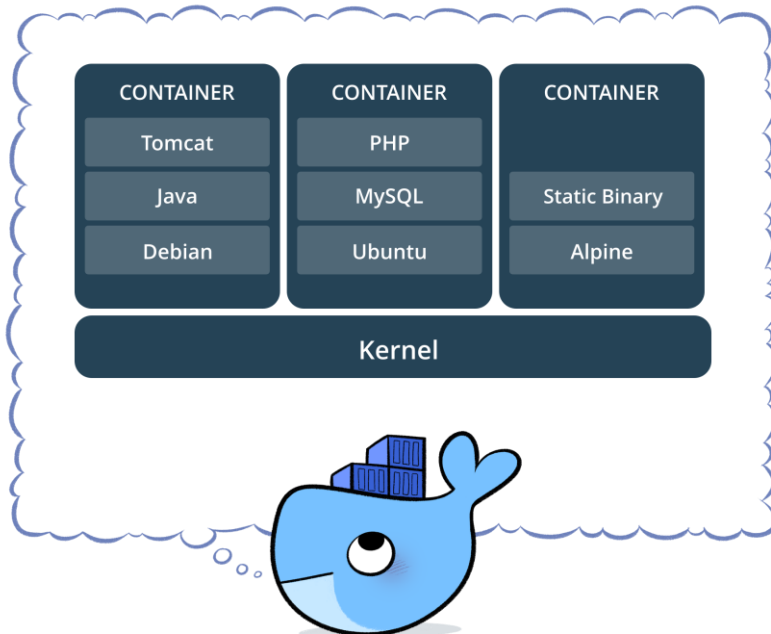 CONTAINER
Tomcat
Java
Debian
CONTAINER
PHP
MySQL
Ubuntu
CONTAINER
Static Binary
Alpine
Kernel